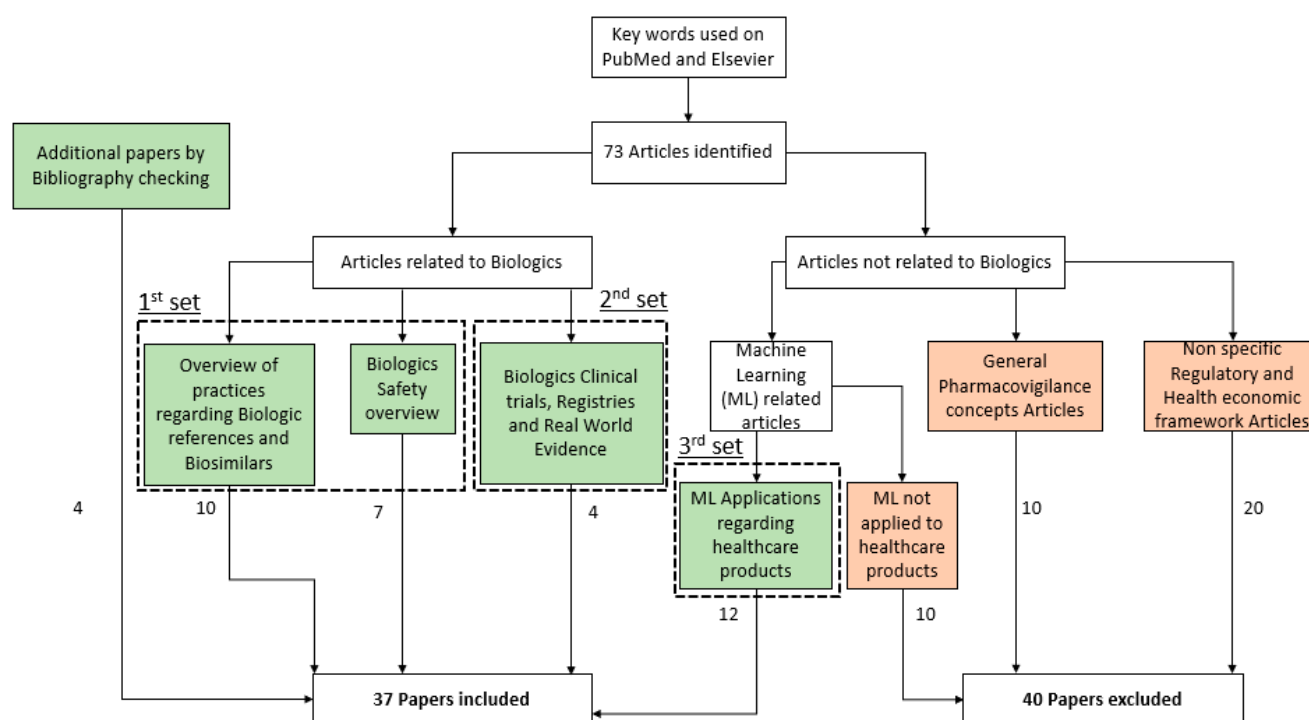 Key words used on
PubMed and Elsevier
Additional papers by
Bibliography checking
73 Articles identified
Articles related to Biologics
Articles not related to Biologics
1st set
2nd set
Overview of
practices
regarding Biologic
references and
Biosimilars
Biologics
Safety
overview
Biologics Clinical
trials, Registries
and Real World
Evidence
Machine
Learning
(ML) related
articles
General
Pharmacovigilance
concepts Articles
Non specific
Regulatory and
Health economic
framework Articles
3rd set
ML Applications
regarding
healthcare
products
ML not
applied to
healthcare
products
4
10
7
4
12
10
10
20
37 Papers included
40 Papers excluded